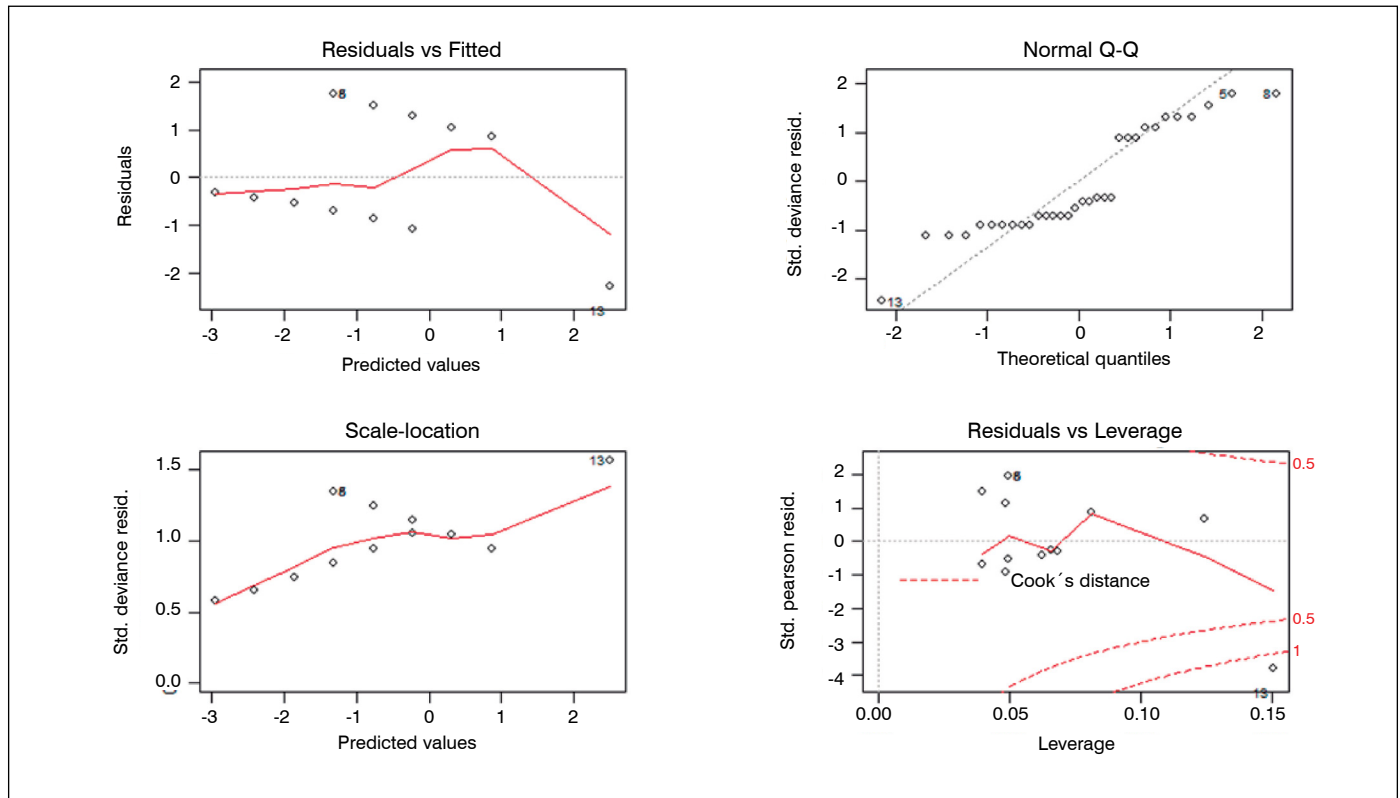 Residuals vs Fitted
2
1
0
-1
-2
Residuals
8
13
-3 -2 -1 0 1 2
Predicted values
Normal Q-Q
2
1
0
-1
-2
Std. deviance resid.
5
8
13
-2 -1 0 1 2
Theoretical quantiles
Scale-location
1.5
1.0
0.5
0.0
Std. deviance resid.
8
13
-3 -2 -1 0 1 2
Predicted values
Residuals vs Leverage
2
1
0
-1
-2
-3
-4
Std. pearson resid.
8
Cook´s distance
0.5
0.5
1
13
0.00 0.05 0.10 0.15
Leverage